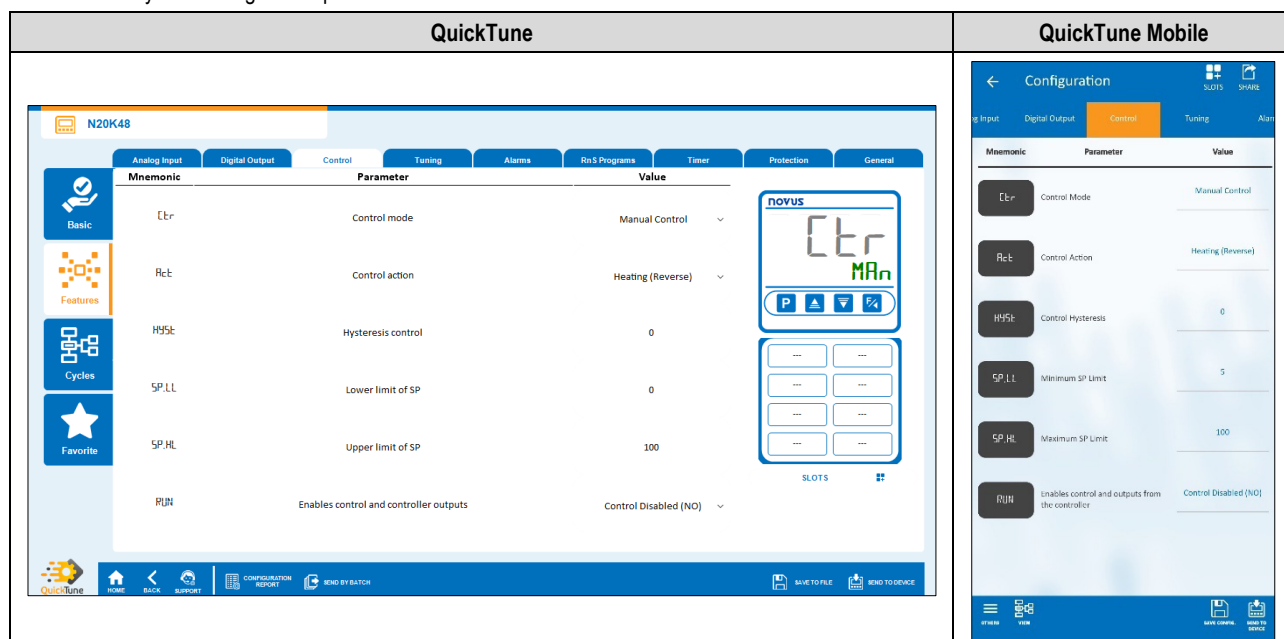 QuickTune QuickTune Mobile
N20K48
Analog Input Digital Output Control Tuning Alarms RnS Programs Timer Protection General
Mnemonic Parameter Value
Basic
Features
Cycles
Favorite
Ctr Control mode Manual Control
Act Control action Heating (Reverse)
HYSt Hysteresis control 0
SP.LL Lower limit of SP 0
SP.HL Upper limit of SP 100
RUN Enables control and controller outputs Control Disabled (NO)
novus
Ctr
MAn
P F/
--- ---
--- ---
--- ---
--- ---
SLOTS
QuickTune
HOME BACK SUPPORT CONFIGURATION REPORT SEND BY BATCH SAVE TO FILE SEND TO DEVICE
Configuration SLOTS SHARE
og Input Digital Output Control Tuning Alan
Mnemonic Parameter Value
Ctr Control Mode Manual Control
Act Control Action Heating (Reverse)
HYSt Control Hysteresis 0
SP.LL Minimum SP Limit 5
SP.HL Maximum SP Limit 100
RUN Enables control and outputs from the controller Control Disabled (NO)
OTHERS VIEW SAVE CONFIG. SEND TO DEVICE